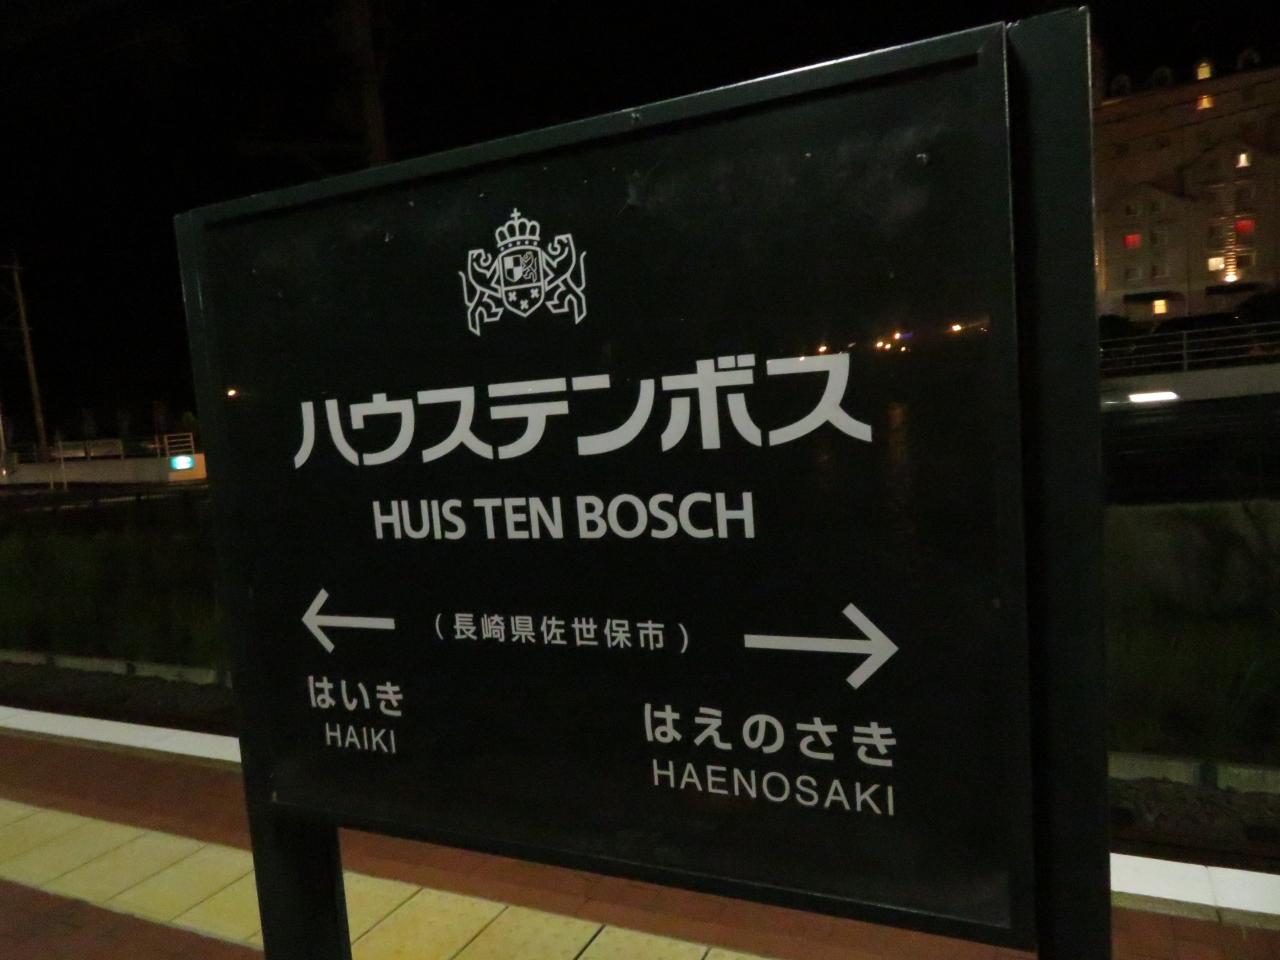 ハウステンボス
HUIS TEN BOSCH
(長崎県佐世保市)
はいき
HAIKI
はえのさき
HAENOSAKI